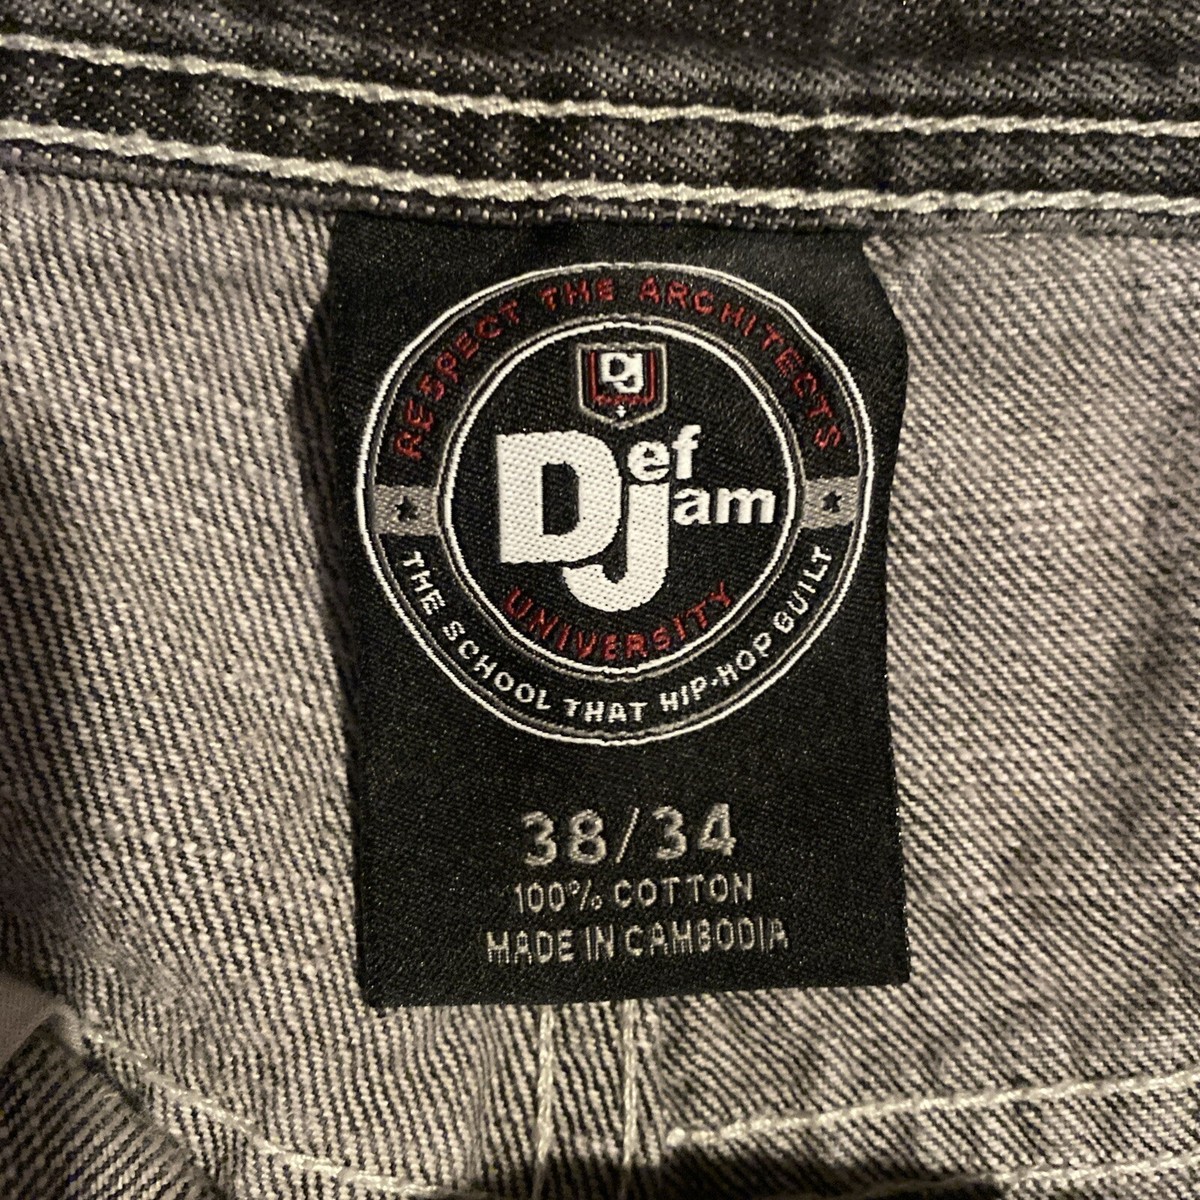 RESPECT THE ARCHITECTS
DJ
Def
Jam
UNIVERSITY
THE SCHOOL THAT HIP-HOP BUILT
38/34
100% COTTON
MADE IN CAMBODIA